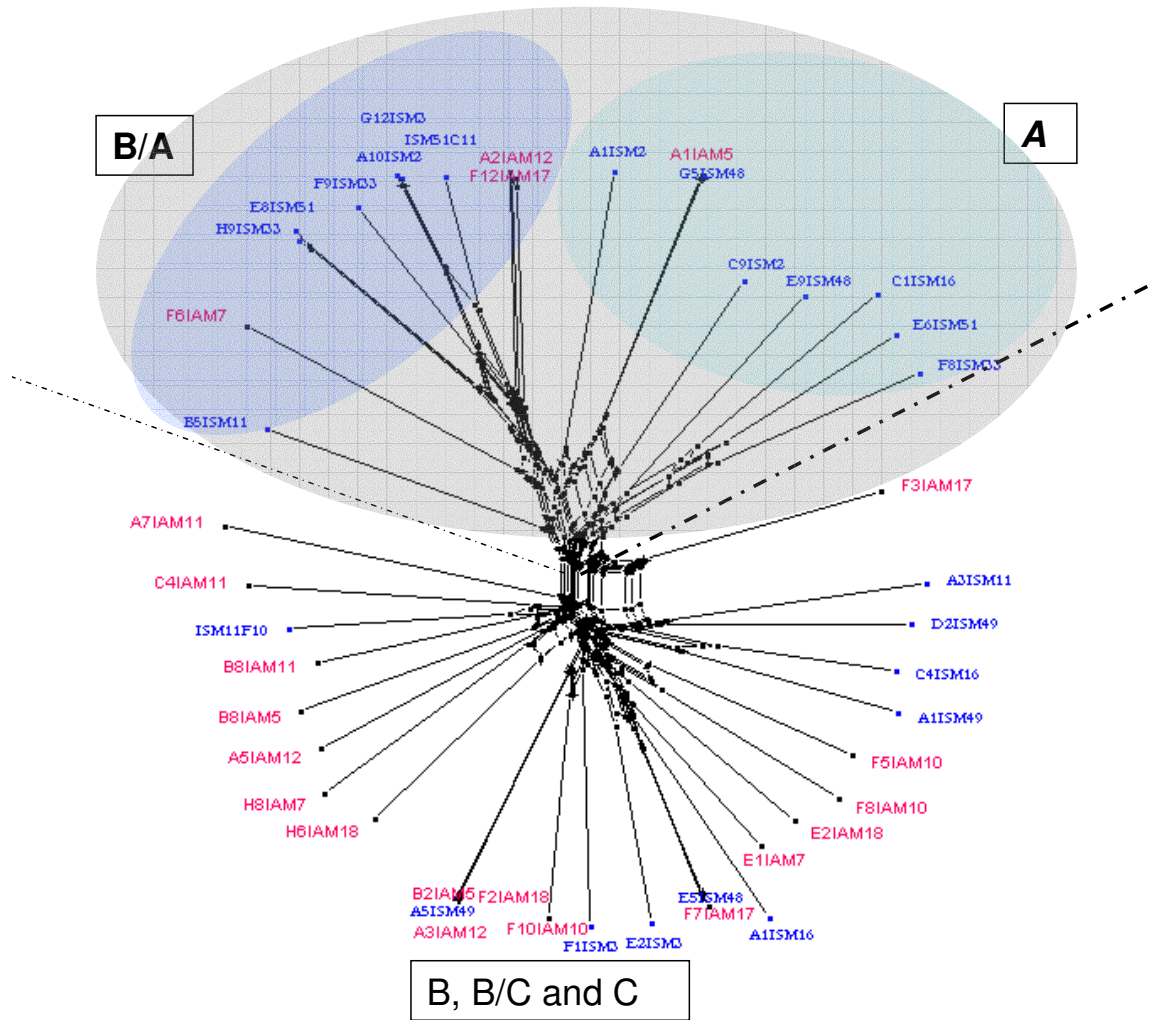 G12ISM3
ISM51C11
B/A
A
A10ISM2
A2IAM12
A1ISM2
A1IAM5
F12IAM17
G5ISM48
F9ISM33
E8ISM51
H9ISM33
C9ISM2
E9ISM48
C1ISM16
F6IAM7
E6ISM51
F8ISM33
B5ISM11
F3IAM17
A7IAM11
C4IAM11
A3ISM11
ISM11F10
D2ISM49
B8IAM11
C4ISM16
B8IAM5
A1ISM49
A5IAM12
F5IAM10
H8IAM7
F8IAM10
H6IAM18
E2IAM18
E1IAM7
B2IAM5
F2IAM18
E5ISM48
A5ISM49
F7IAM17
A3IAM12
F10IAM10
F1ISM3
E2ISM3
A1ISM16
B, B/C and C